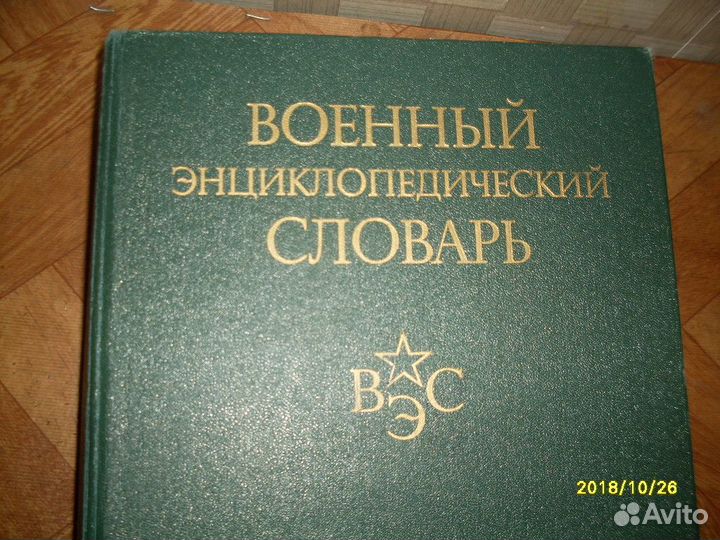 ВОЕННЫЙ
ЭНЦИКЛОПЕДИЧЕСКИЙ
СЛОВАРЬ
ВЭС
2018/10/26
Avito